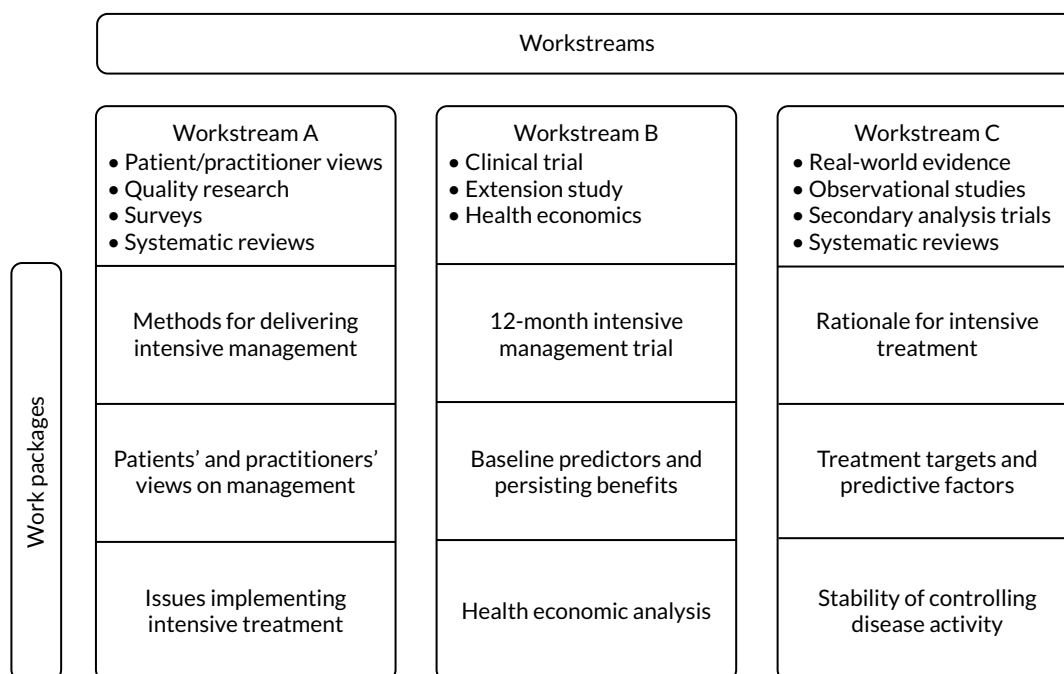 Workstreams
Workstream A
• Patient/practitioner views
• Quality research
• Surveys
• Systematic reviews
Workstream B
• Clinical trial
• Extension study
• Health economics
Workstream C
• Real-world evidence
• Observational studies
• Secondary analysis trials
• Systematic reviews
Work packages
Methods for delivering
intensive management
12-month intensive
management trial
Rationale for intensive
treatment
Patients’ and practitioners’
views on management
Baseline predictors and
persisting benefits
Treatment targets and
predictive factors
Issues implementing
intensive treatment
Health economic analysis
Stability of controlling
disease activity